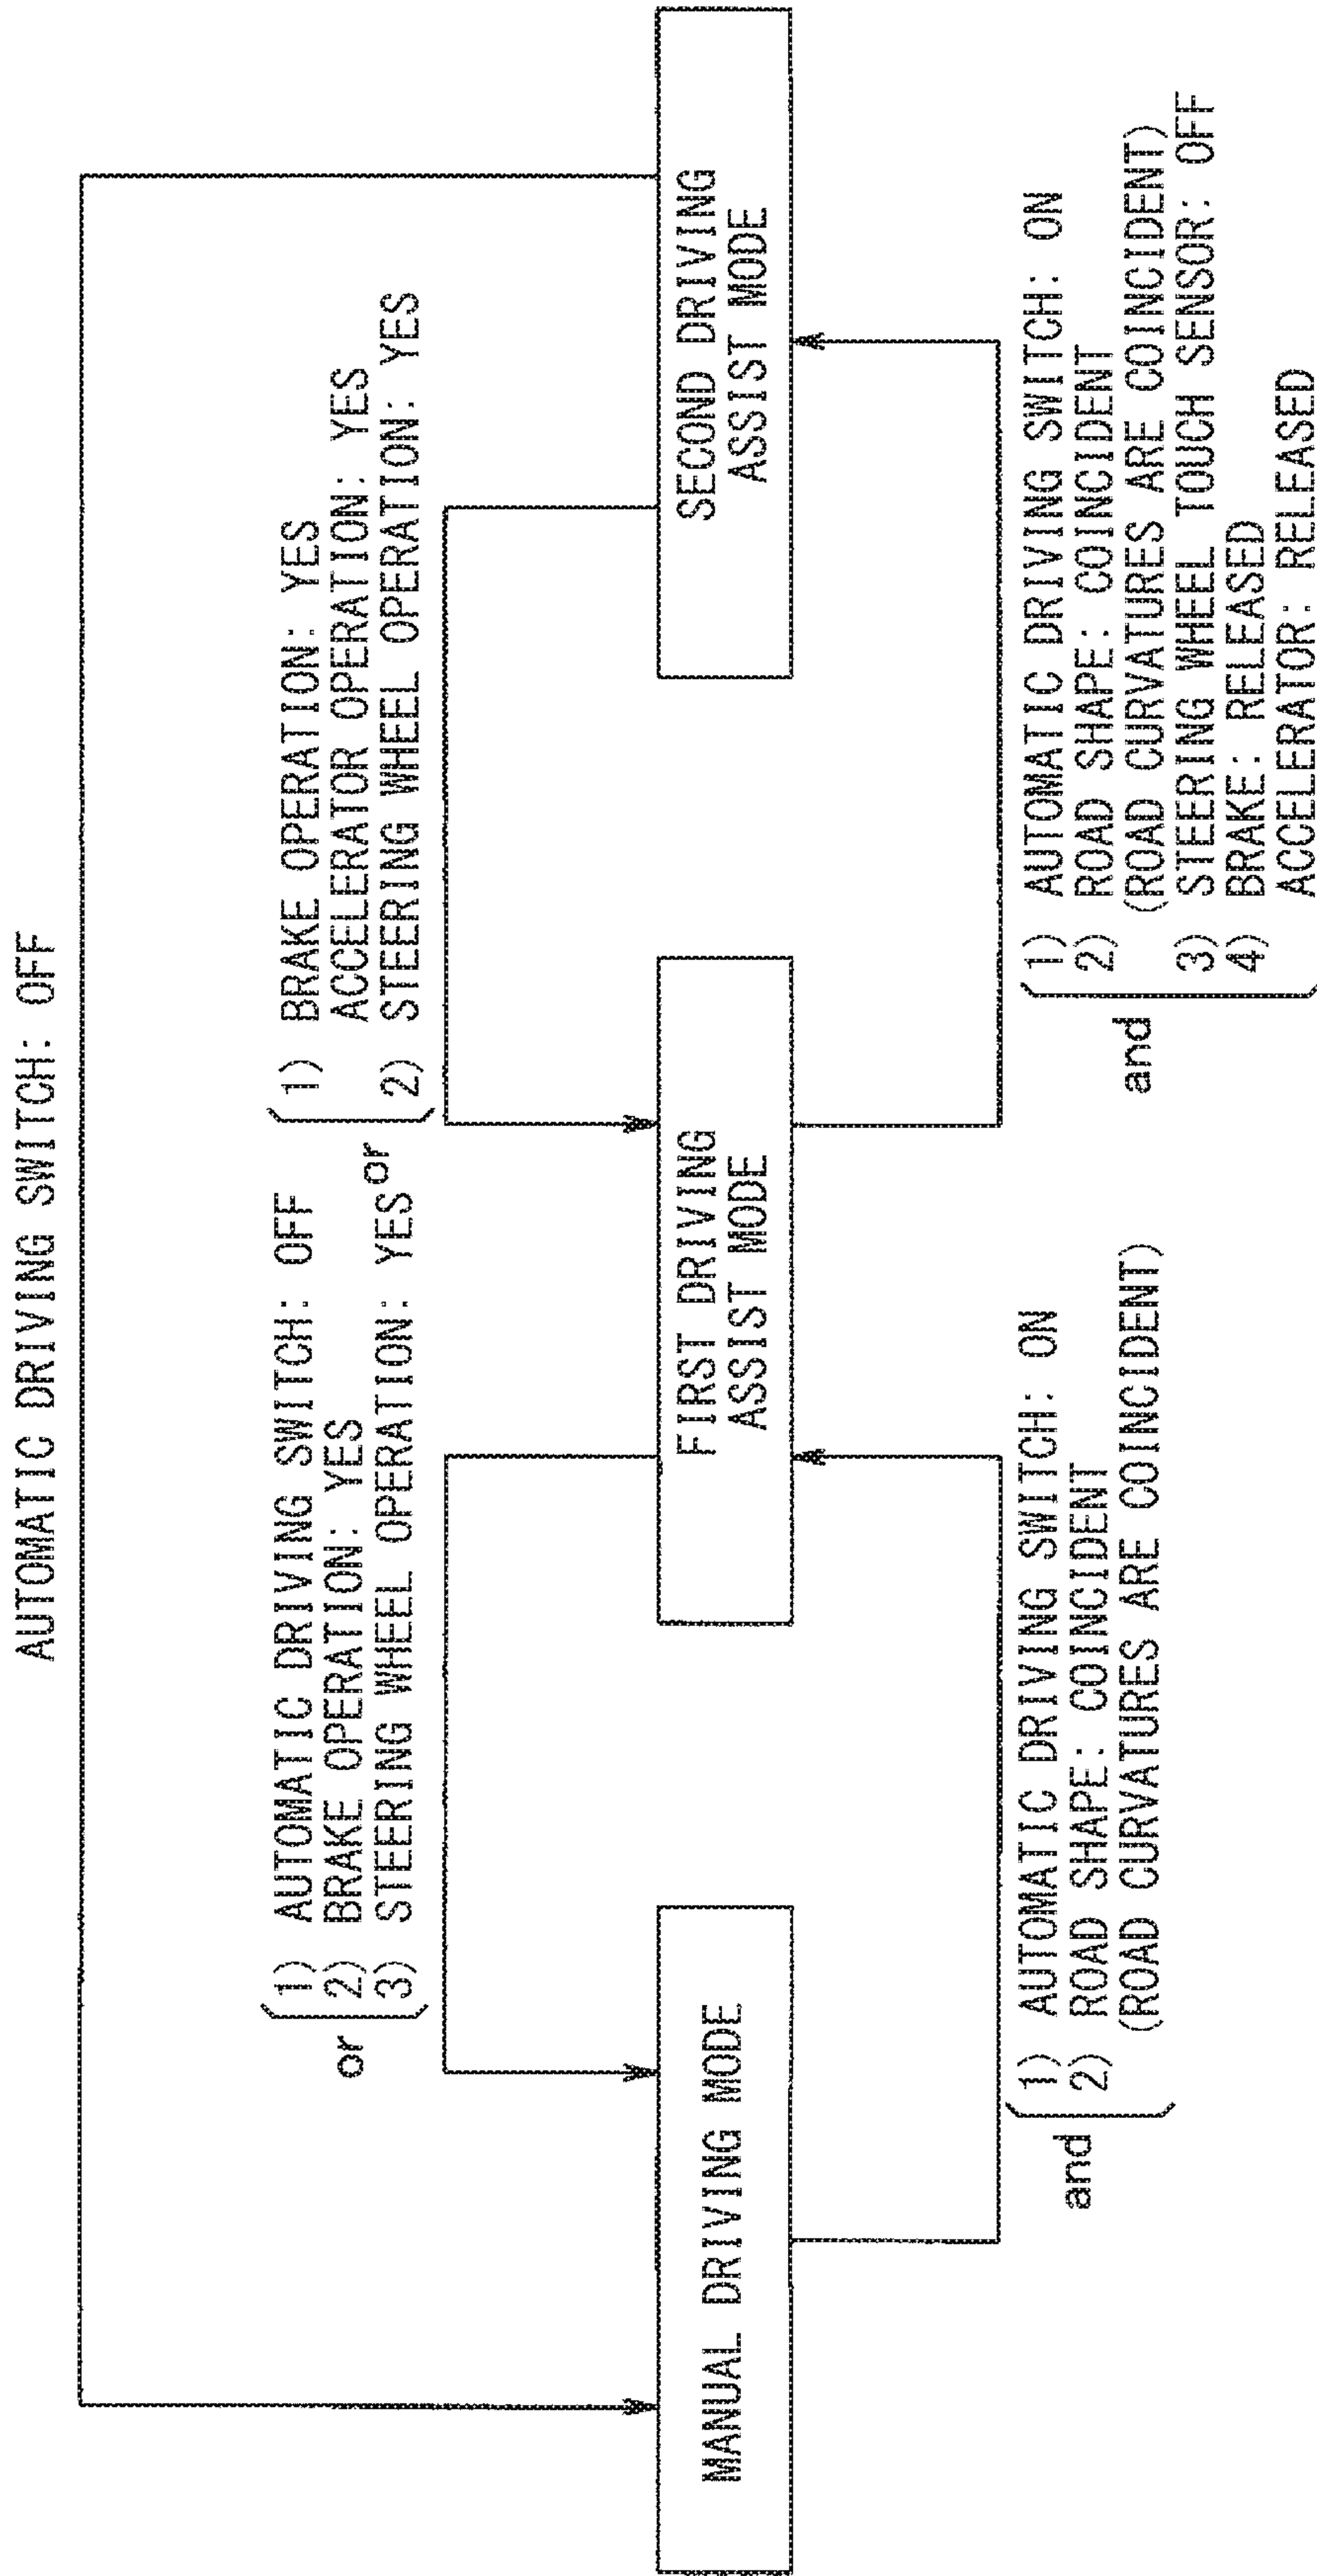 AUTOMATIC DRIVING SWITCH: OFF
or
1) AUTOMATIC DRIVING SWITCH: OFF
2) BRAKE OPERATION: YES
3) STEERING WHEEL OPERATION: YES
or
1) BRAKE OPERATION: YES
ACCELERATOR OPERATION: YES
2) STEERING WHEEL OPERATION: YES
MANUAL DRIVING MODE
FIRST DRIVING
ASSIST MODE
SECOND DRIVING
ASSIST MODE
and
1) AUTOMATIC DRIVING SWITCH: ON
2) ROAD SHAPE: COINCIDENT
(ROAD CURVATURES ARE COINCIDENT)
and
1) AUTOMATIC DRIVING SWITCH: ON
2) ROAD SHAPE: COINCIDENT
(ROAD CURVATURES ARE COINCIDENT)
3) STEERING WHEEL TOUCH SENSOR: OFF
4) BRAKE: RELEASED
ACCELERATOR: RELEASED